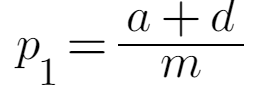 p_1 = \frac{a + d}{m}